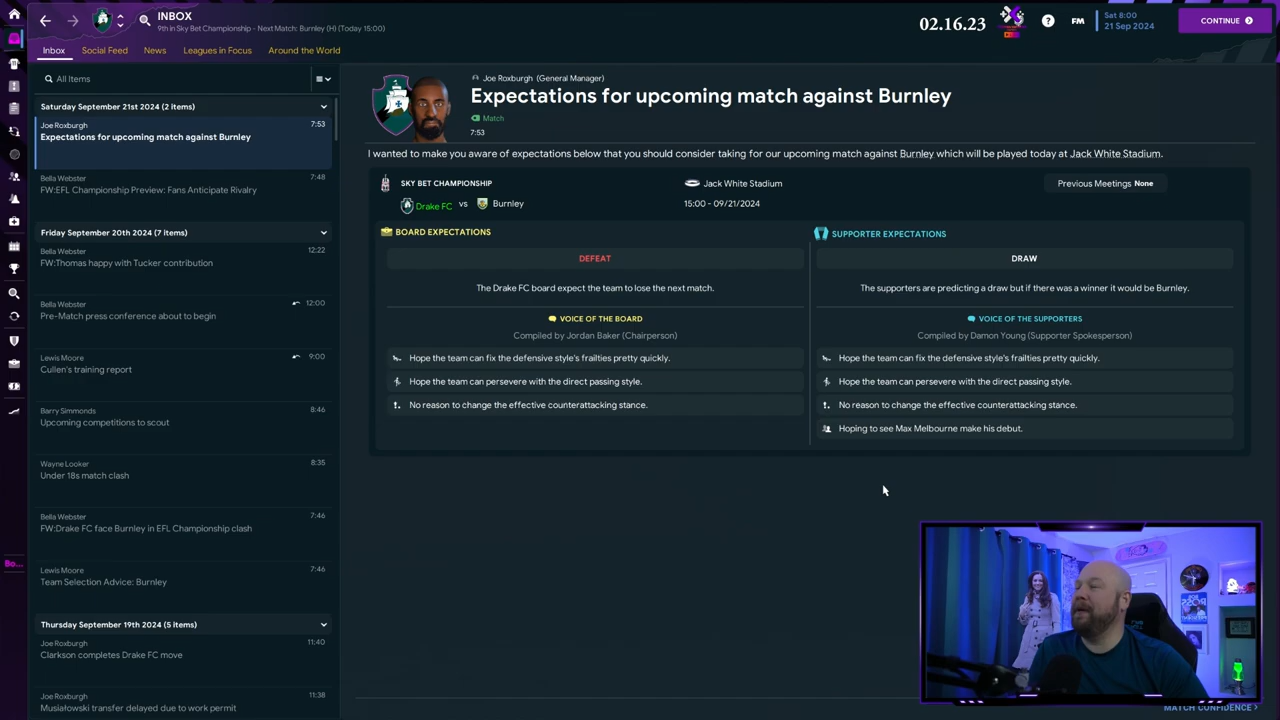 INBOX
9th in Sky Bet Championship - Next Match: Burnley (H) (Today 15:00)
02.16.23
FM
Sat 8:00
21 Sep 2024
CONTINUE
Inbox
Social Feed
News
Leagues in Focus
Around the World
All Items
Saturday September 21st 2024 (2 items)
Joe Roxburgh 7:53
Expectations for upcoming match against Burnley
Bella Webster 7:48
FW:EFL Championship Preview: Fans Anticipate Rivalry
Friday September 20th 2024 (7 items)
Bella Webster 12:22
FW:Thomas happy with Tucker contribution
Bella Webster 12:00
Pre-Match press conference about to begin
Lewis Moore 9:00
Cullen's training report
Barry Simmonds 8:46
Upcoming competitions to scout
Wayne Looker 8:35
Under 18s match clash
Bella Webster 7:46
FW:Drake FC face Burnley in EFL Championship clash
Lewis Moore 7:46
Team Selection Advice: Burnley
Thursday September 19th 2024 (5 items)
Joe Roxburgh 11:40
Clarkson completes Drake FC move
Joe Roxburgh 11:38
Musiałowski transfer delayed due to work permit
Bo...
Joe Roxburgh (General Manager)
Expectations for upcoming match against Burnley
Match
7:53
I wanted to make you aware of expectations below that you should consider taking for our upcoming match against Burnley which will be played today at Jack White Stadium.
SKY BET CHAMPIONSHIP
Jack White Stadium
Previous Meetings None
Drake FC vs Burnley
15:00 - 09/21/2024
BOARD EXPECTATIONS
DEFEAT
The Drake FC board expect the team to lose the next match.
VOICE OF THE BOARD
Compiled by Jordan Baker (Chairperson)
Hope the team can fix the defensive style's frailties pretty quickly.
Hope the team can persevere with the direct passing style.
No reason to change the effective counterattacking stance.
SUPPORTER EXPECTATIONS
DRAW
The supporters are predicting a draw but if there was a winner it would be Burnley.
VOICE OF THE SUPPORTERS
Compiled by Damon Young (Supporter Spokesperson)
Hope the team can fix the defensive style's frailties pretty quickly.
Hope the team can persevere with the direct passing style.
No reason to change the effective counterattacking stance.
Hoping to see Max Melbourne make his debut.
MATCH CONFIDENCE